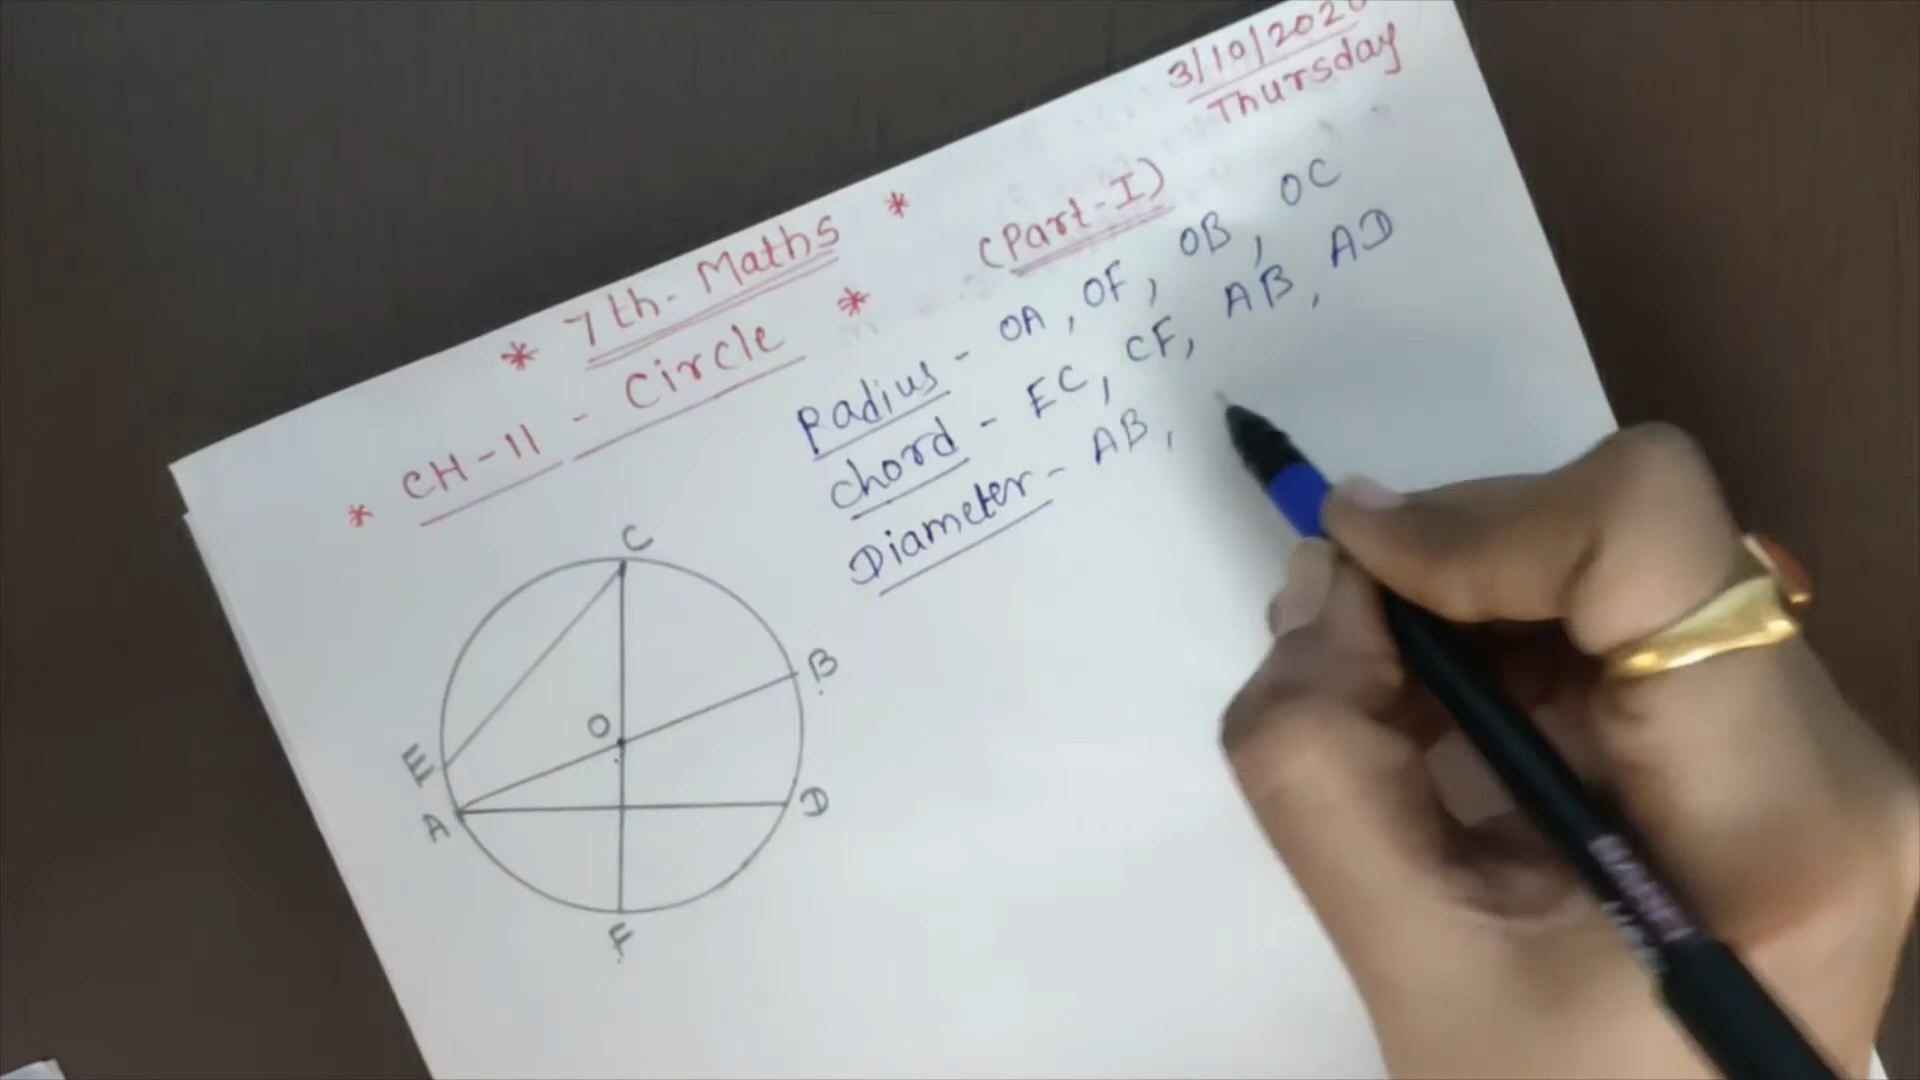 3/10/2020
Thursday
* 7th- Maths *
* CH-11 - Circle *
(Part-I)
Radius - OA, OF, OB, OC
chord - EC, CF, AB, AD
Diameter - AB,
C
B
O
E
A
D
F